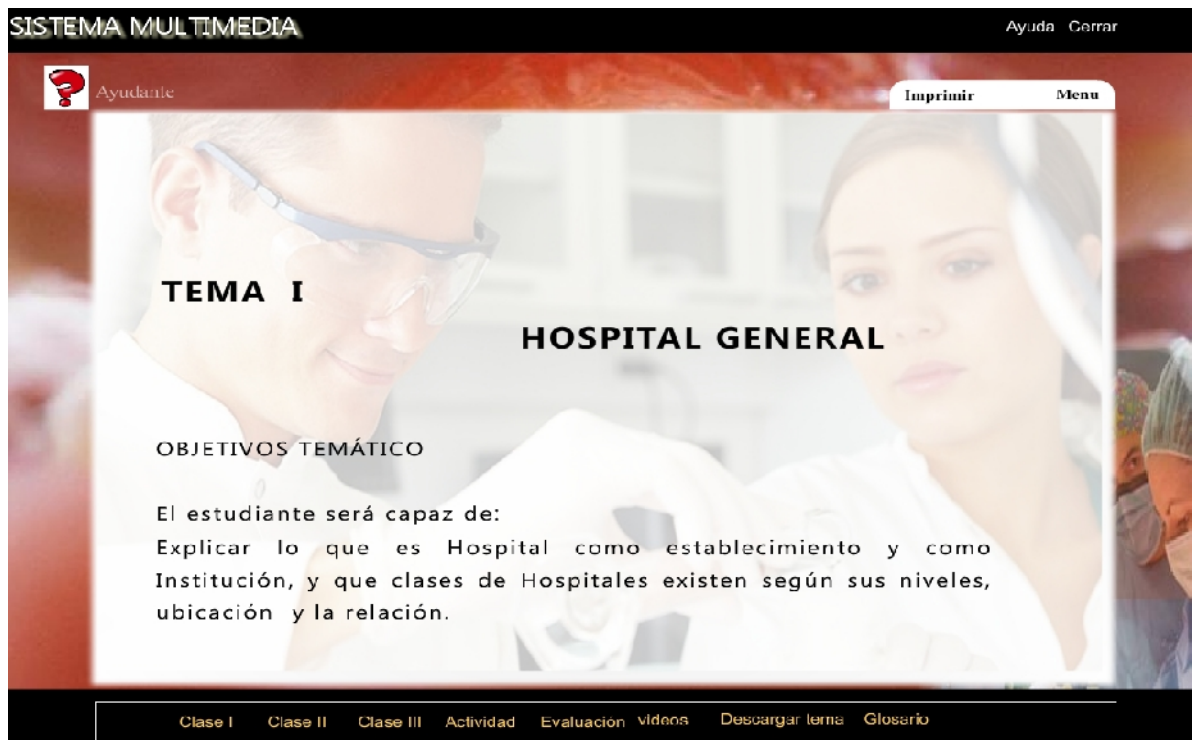 SISTEMA MULTIMEDIA
Ayuda Cerrar
Ayudante
Imprimir Menu
TEMA I
HOSPITAL GENERAL
OBJETIVOS TEMÁTICO
El estudiante será capaz de:
Explicar lo que es Hospital como establecimiento y como
Institución, y que clases de Hospitales existen según sus niveles,
ubicación y la relación.
Clase I Clase II Clase III Actividad Evaluación videos Descargar tema Glosario